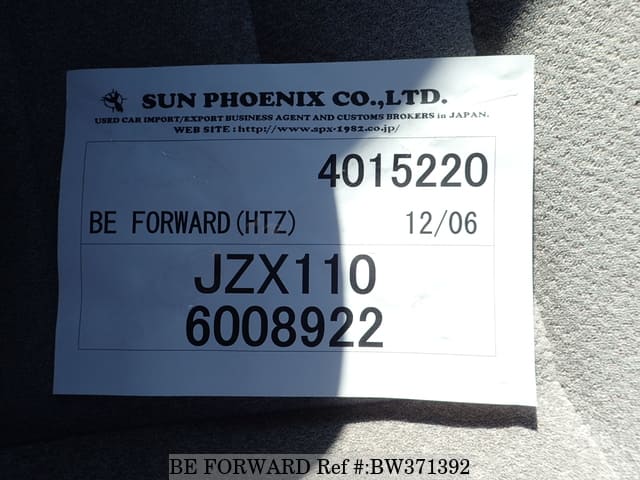 SUN PHOENIX CO.,LTD.
USED CAR IMPORT/EXPORT BUSINESS AGENT AND CUSTOMS BROKERS in JAPAN.
WEB SITE : http://www.spx-1982.co.jp/
4015220
BE FORWARD(HTZ) 12/06
JZX110
6008922
BE FORWARD Ref #:BW371392